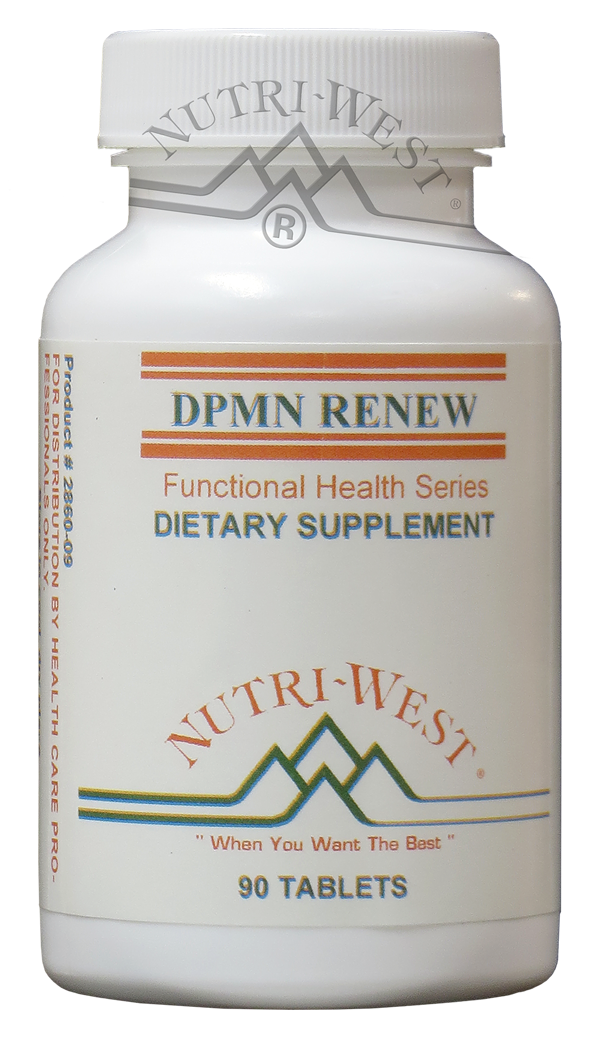 NUTRI-WEST ®
®
DPMN RENEW
Functional Health Series
DIETARY SUPPLEMENT
NUTRI-WEST ®
" When You Want The Best "
90 TABLETS
Product # 2860-09
FOR DISTRIBUTION BY HEALTH CARE PRO-
FESSIONALS ONLY.